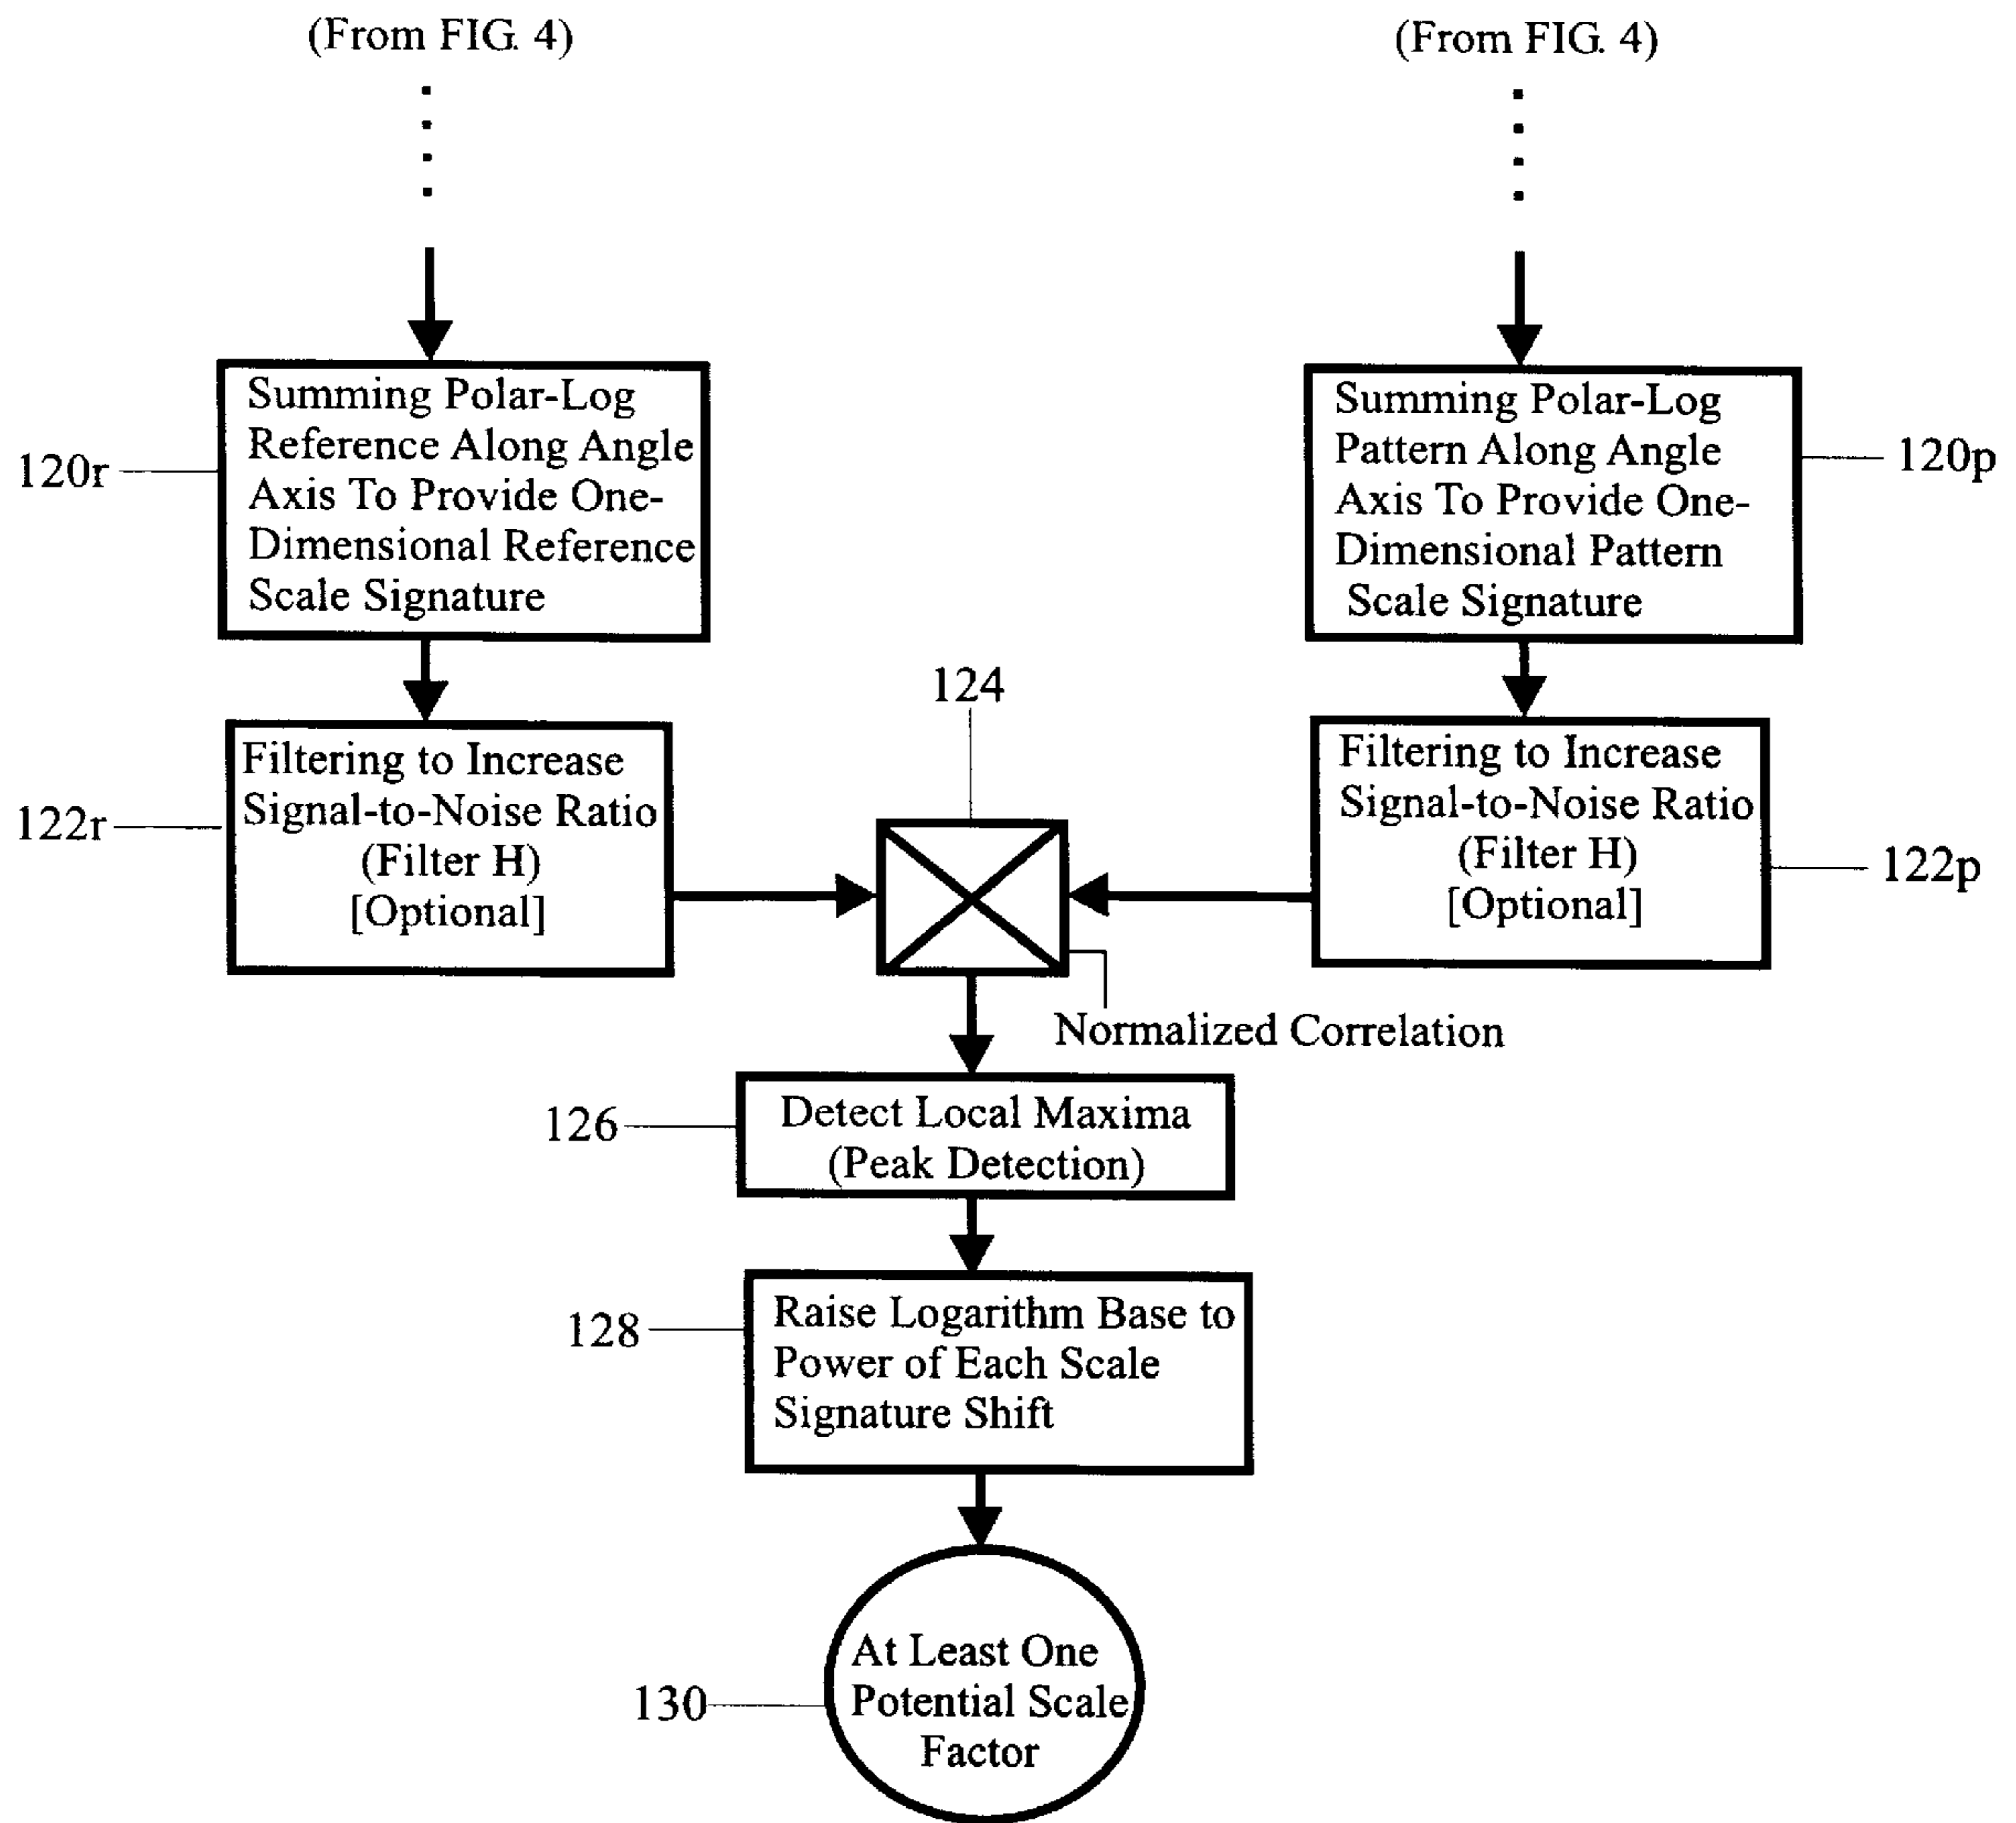 (From FIG. 4)
(From FIG. 4)
120r
Summing Polar-Log
Reference Along Angle
Axis To Provide One-
Dimensional Reference
Scale Signature
Summing Polar-Log
Pattern Along Angle
Axis To Provide One-
Dimensional Pattern
Scale Signature
120p
122r
Filtering to Increase
Signal-to-Noise Ratio
(Filter H)
[Optional]
124
Filtering to Increase
Signal-to-Noise Ratio
(Filter H)
[Optional]
122p
Normalized Correlation
126
Detect Local Maxima
(Peak Detection)
128
Raise Logarithm Base to
Power of Each Scale
Signature Shift
130
At Least One
Potential Scale
Factor